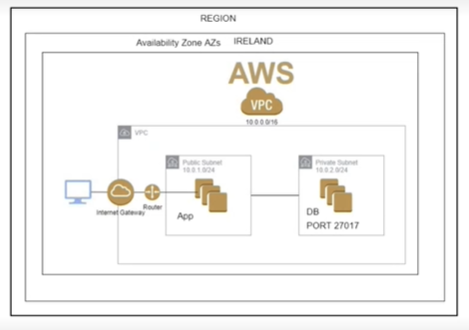 REGION
Availability Zone AZs IRELAND
AWS
VPC
10.0.0.0/16
VPC
Public Subnet
10.0.1.0/24
Private Subnet
10.0.2.0/24
Internet Gateway
Router
App
DB
PORT 27017